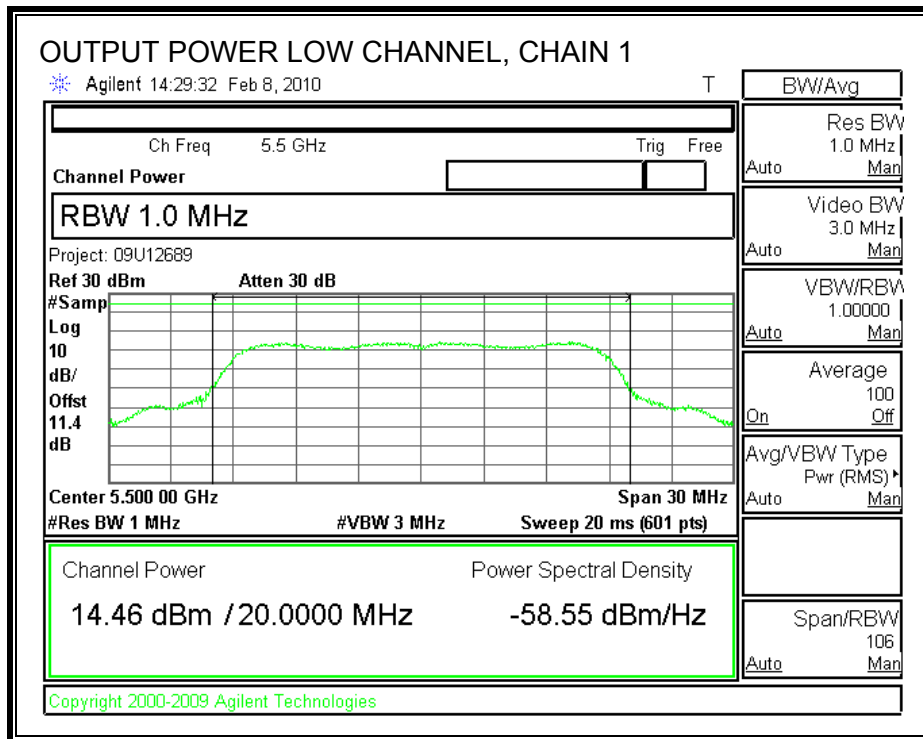 OUTPUT POWER LOW CHANNEL, CHAIN 1
Agilent 14:29:32 Feb 8, 2010 T
Ch Freq 5.5 GHz Trig Free
Channel Power
RBW 1.0 MHz
Project: 09U12689
Ref 30 dBm Atten 30 dB
#Samp
Log
10
dB/
Offst
11.4
dB
Center 5.500 00 GHz Span 30 MHz
#Res BW 1 MHz #VBW 3 MHz Sweep 20 ms (601 pts)
Channel Power Power Spectral Density
14.46 dBm / 20.0000 MHz -58.55 dBm/Hz
Copyright 2000-2009 Agilent Technologies
BW/Avg
Res BW
1.0 MHz
Auto Man
Video BW
3.0 MHz
Auto Man
VBW/RBW
1.00000
Auto Man
Average
100
On Off
Avg/VBW Type
Pwr (RMS)
Auto Man
Span/RBW
106
Auto Man